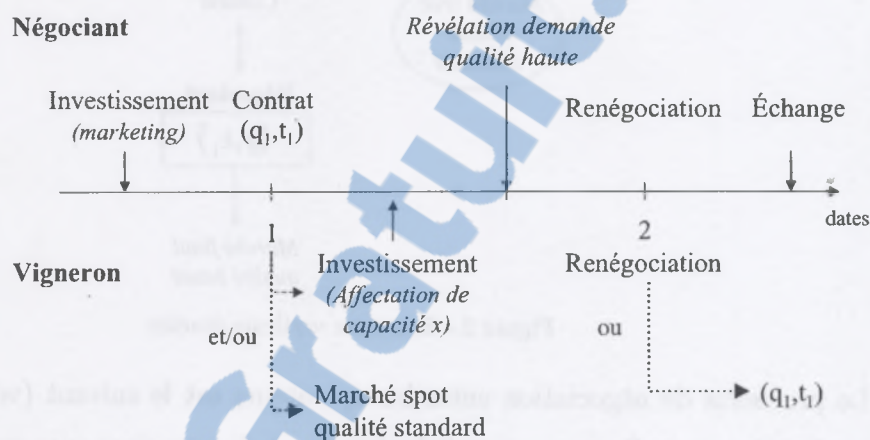 Négociant
Révélation demande
qualité haute
Investissement
(marketing)
Contrat
(q₁,t₁)
Renégociation
Échange
1
2
dates
Vigneron
Investissement
(Affectation de
capacité x)
Renégociation
et/ou
ou
(q₁,t₁)
Marché spot
qualité standard
Gratuit.